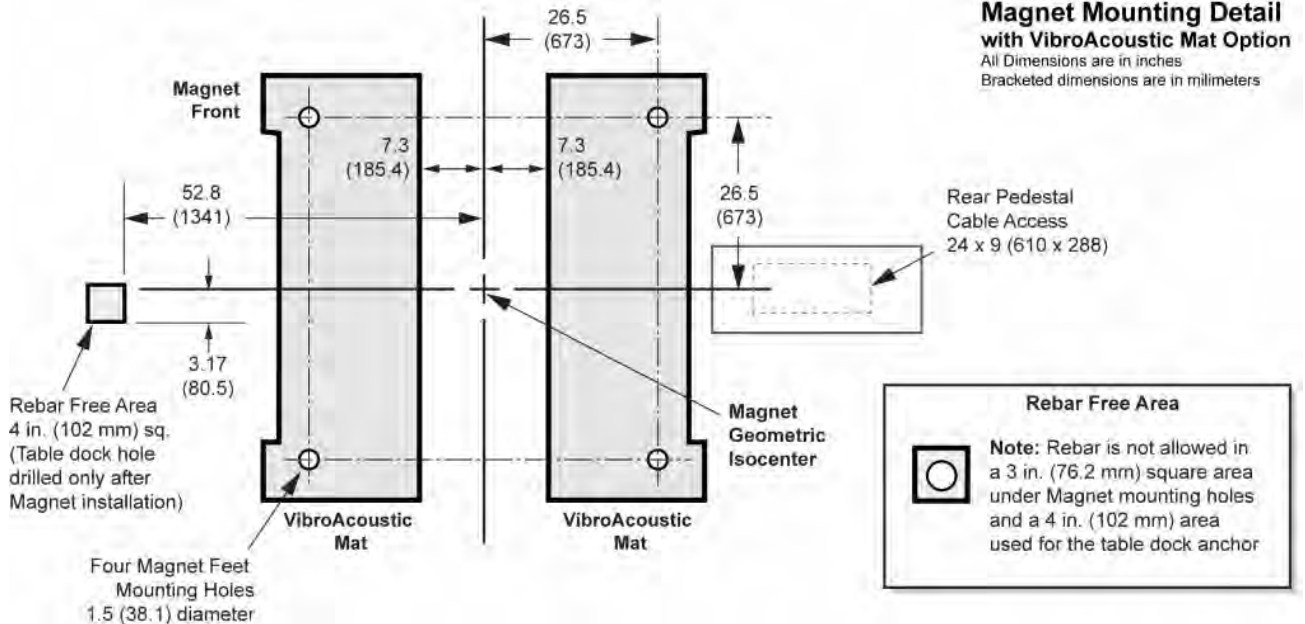 Magnet Mounting Detail
with VibroAcoustic Mat Option
All Dimensions are in inches
Bracketed dimensions are in milimeters
26.5
(673)
Magnet
Front
7.3
(185.4)
7.3
(185.4)
52.8
(1341)
26.5
(673)
Rear Pedestal
Cable Access
24 x 9 (610 x 288)
3.17
(80.5)
Rebar Free Area
4 in. (102 mm) sq.
(Table dock hole
drilled only after
Magnet installation)
Magnet
Geometric
Isocenter
VibroAcoustic
Mat
VibroAcoustic
Mat
Four Magnet Feet
Mounting Holes
1.5 (38.1) diameter
Rebar Free Area
Note: Rebar is not allowed in
a 3 in. (76.2 mm) square area
under Magnet mounting holes
and a 4 in. (102 mm) area
used for the table dock anchor